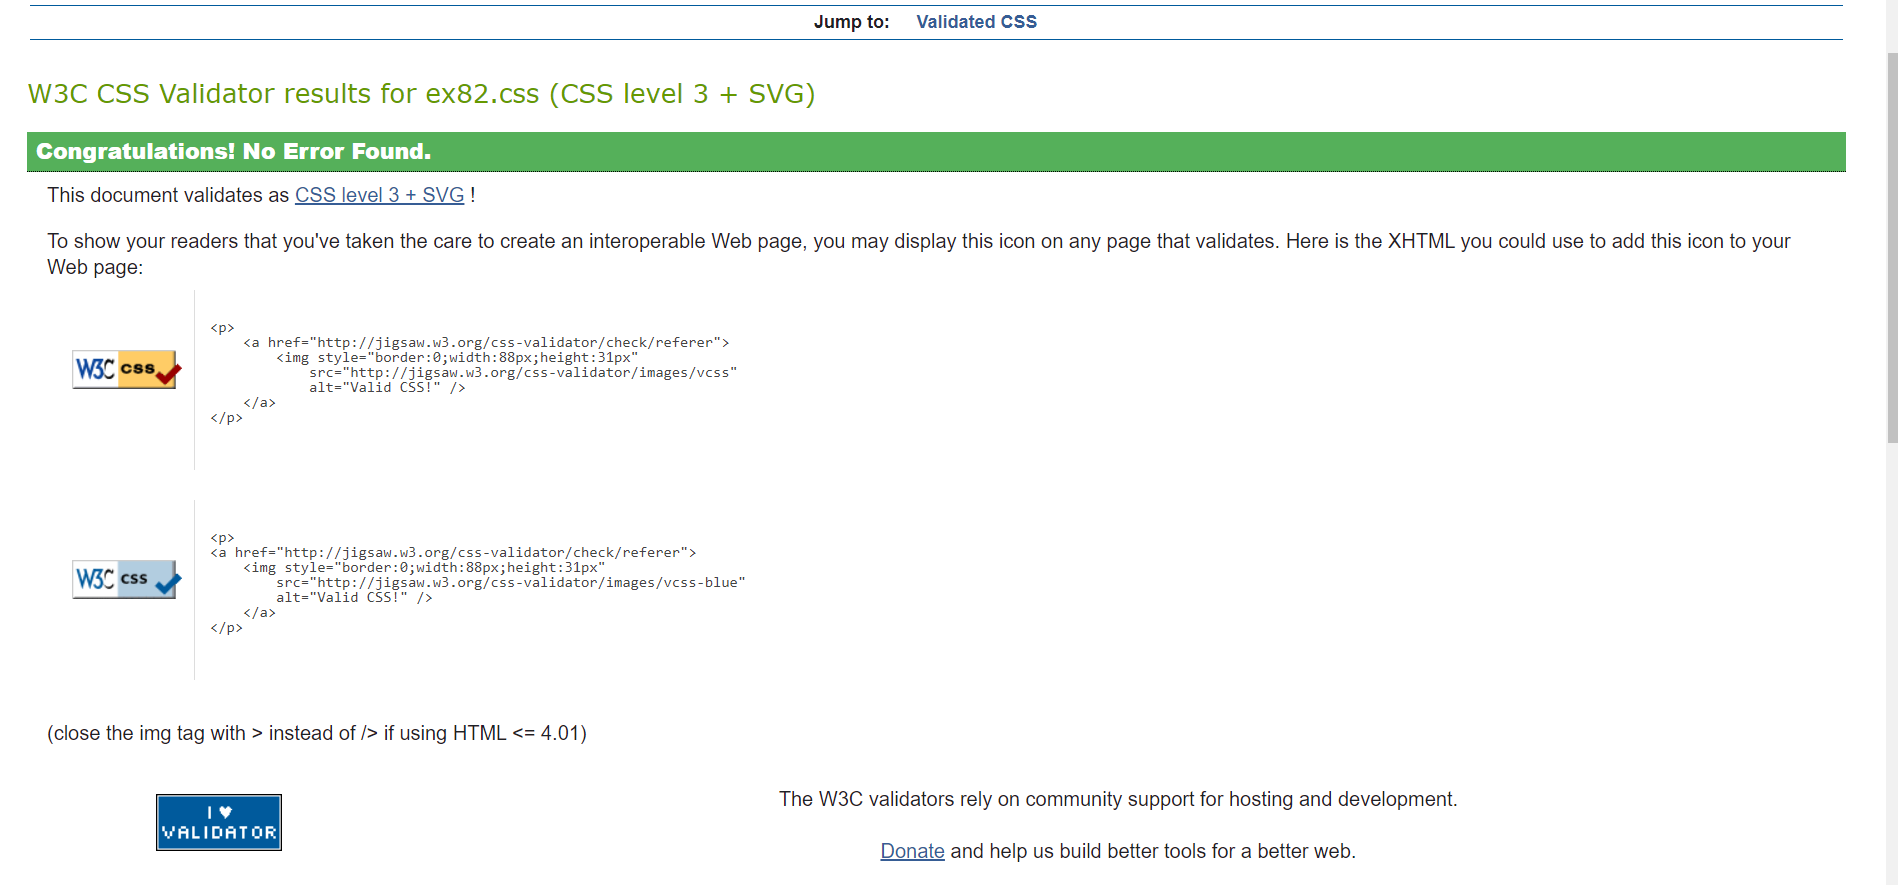 Jump to: Validated CSS
W3C CSS Validator results for ex82.css (CSS level 3 + SVG)
Congratulations! No Error Found.
This document validates as CSS level 3 + SVG !
To show your readers that you've taken the care to create an interoperable Web page, you may display this icon on any page that validates. Here is the XHTML you could use to add this icon to your
Web page:
W3C css
<p>
    <a href="http://jigsaw.w3.org/css-validator/check/referer">
        <img style="border:0;width:88px;height:31px"
            src="http://jigsaw.w3.org/css-validator/images/vcss"
            alt="Valid CSS!" />
    </a>
</p>
W3C css
<p>
<a href="http://jigsaw.w3.org/css-validator/check/referer">
    <img style="border:0;width:88px;height:31px"
        src="http://jigsaw.w3.org/css-validator/images/vcss-blue"
        alt="Valid CSS!" />
    </a>
</p>
(close the img tag with > instead of /> if using HTML <= 4.01)
I ♥
VALIDATOR
The W3C validators rely on community support for hosting and development.
Donate and help us build better tools for a better web.